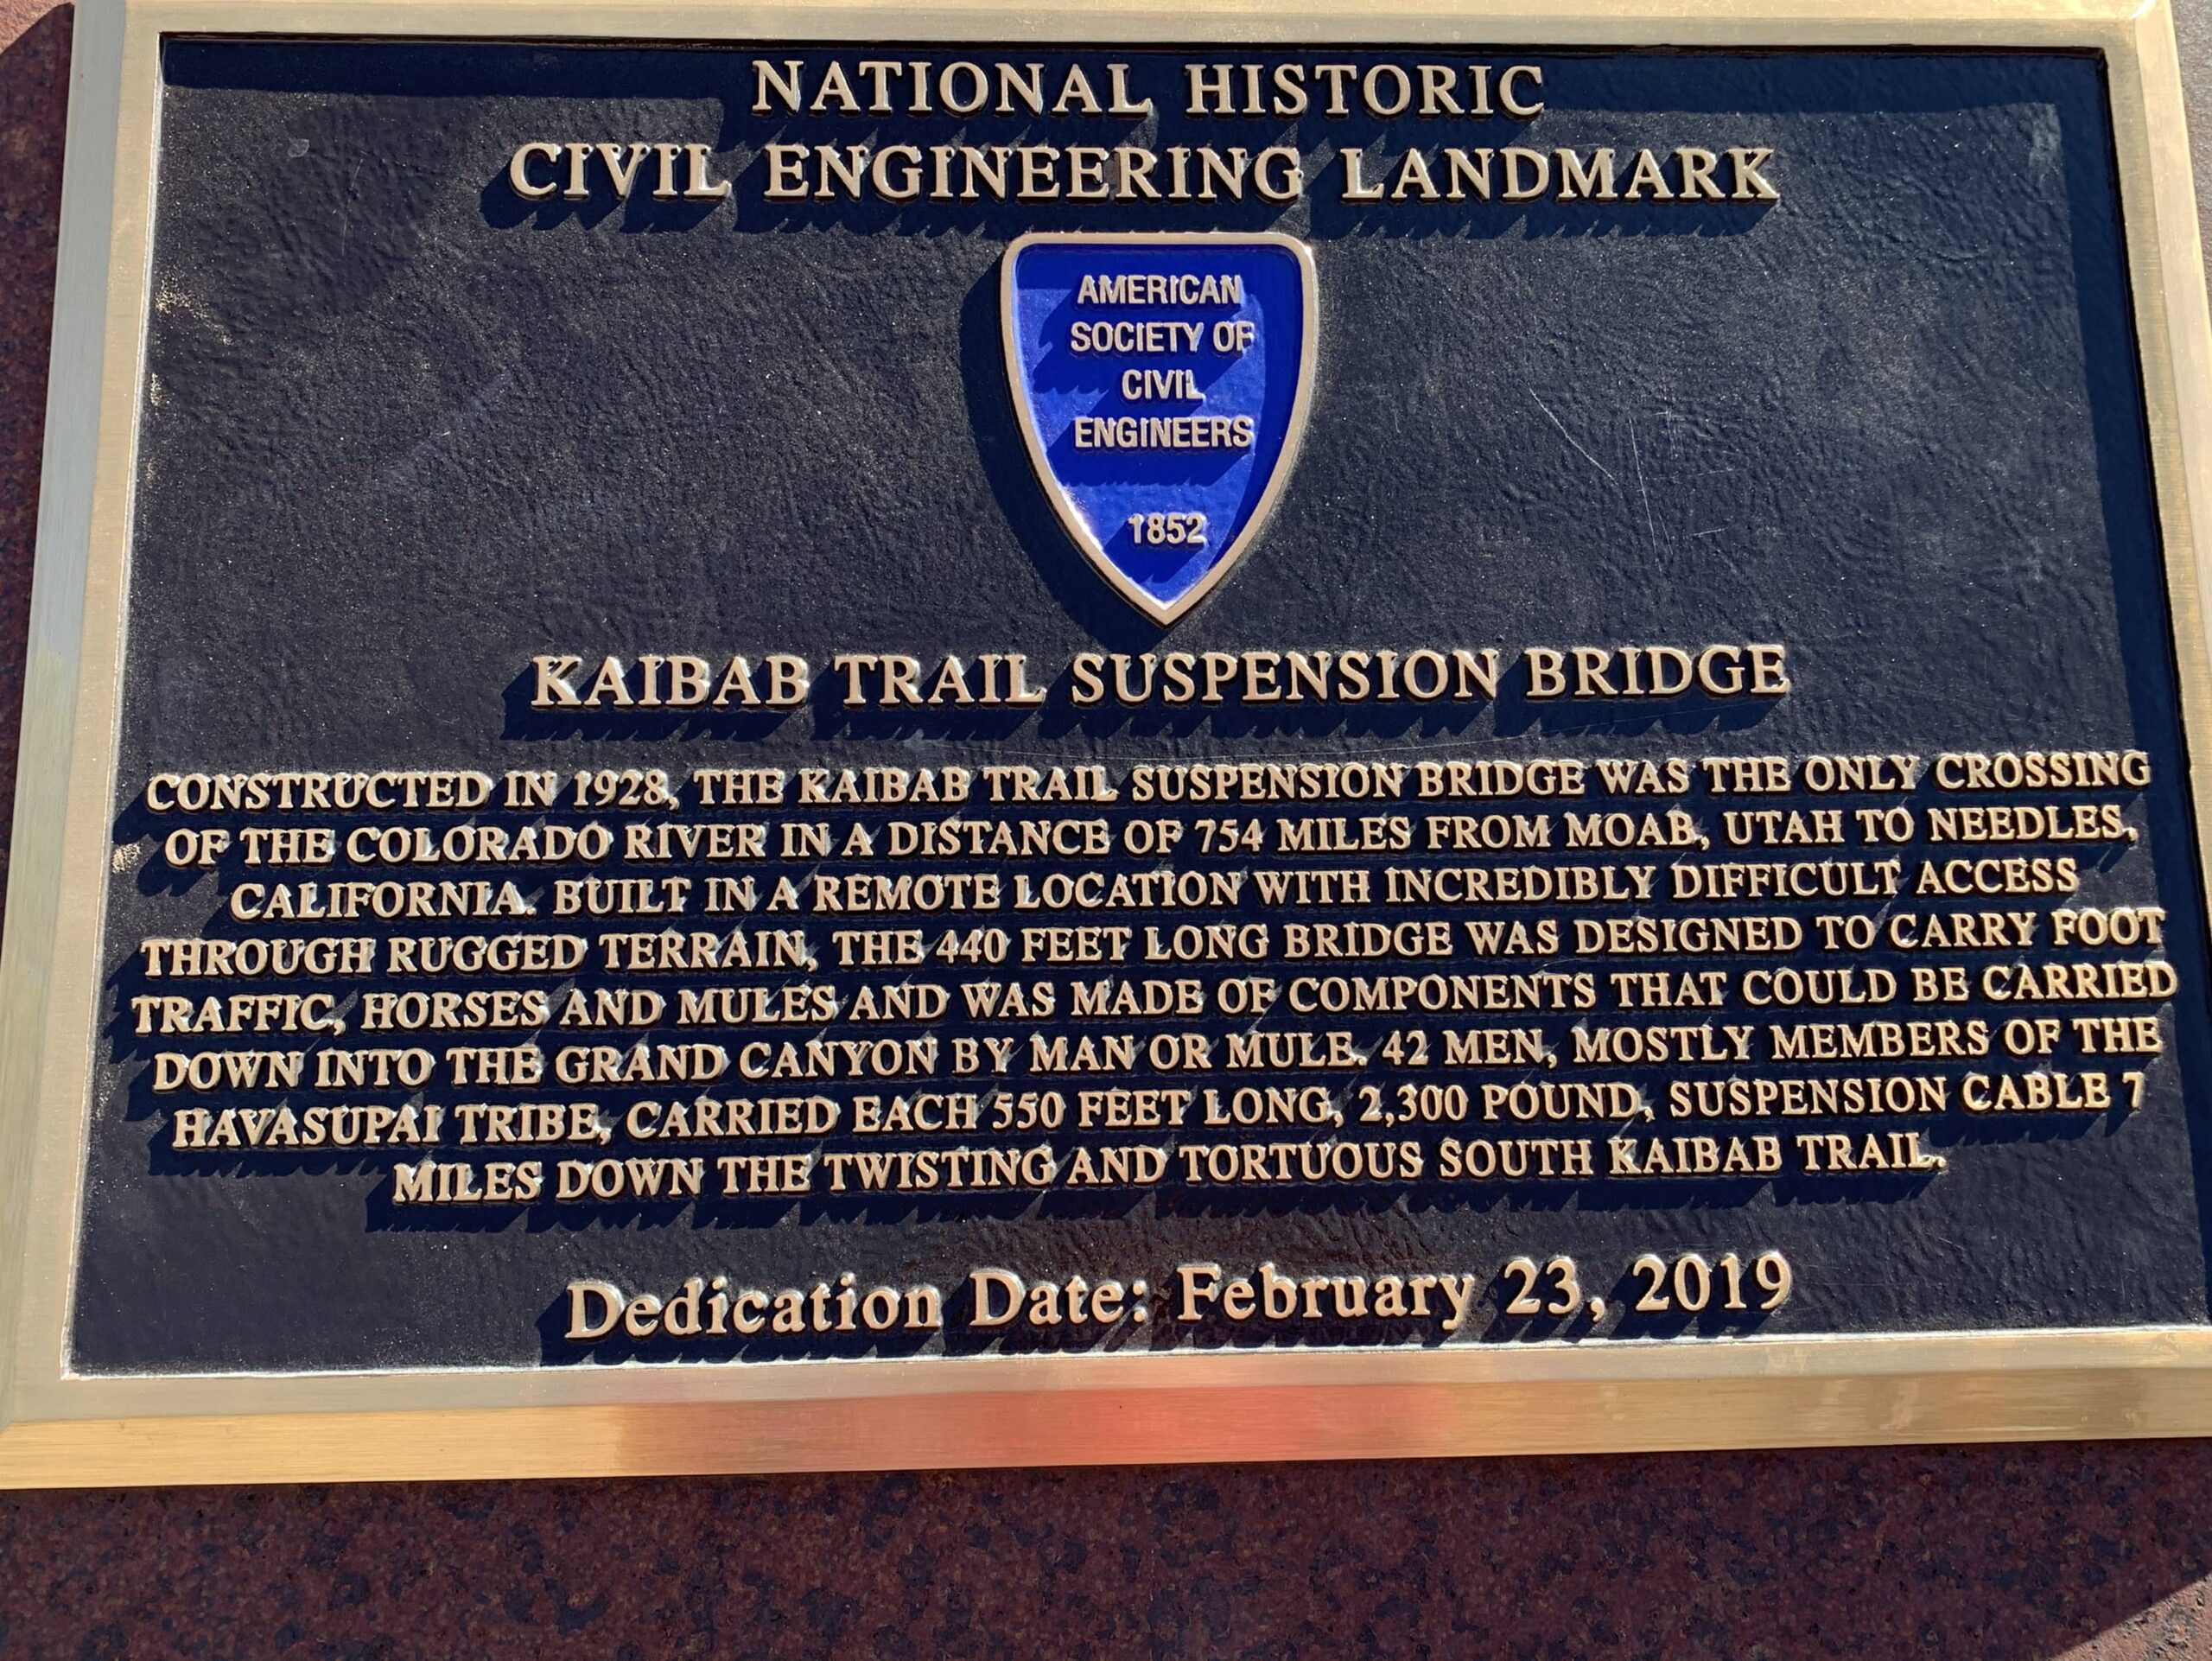 NATIONAL HISTORIC
CIVIL ENGINEERING LANDMARK
AMERICAN
SOCIETY OF
CIVIL
ENGINEERS
1852
KAIBAB TRAIL SUSPENSION BRIDGE
CONSTRUCTED IN 1928, THE KAIBAB TRAIL SUSPENSION BRIDGE WAS THE ONLY CROSSING
OF THE COLORADO RIVER IN A DISTANCE OF 754 MILES FROM MOAB, UTAH TO NEEDLES,
CALIFORNIA. BUILT IN A REMOTE LOCATION WITH INCREDIBLY DIFFICULT ACCESS
THROUGH RUGGED TERRAIN, THE 440 FEET LONG BRIDGE WAS DESIGNED TO CARRY FOOT
TRAFFIC, HORSES AND MULES AND WAS MADE OF COMPONENTS THAT COULD BE CARRIED
DOWN INTO THE GRAND CANYON BY MAN OR MULE. 42 MEN, MOSTLY MEMBERS OF THE
HAVASUPAI TRIBE, CARRIED EACH 550 FEET LONG, 2,300 POUND, SUSPENSION CABLE 7
MILES DOWN THE TWISTING AND TORTUOUS SOUTH KAIBAB TRAIL.
Dedication Date: February 23, 2019